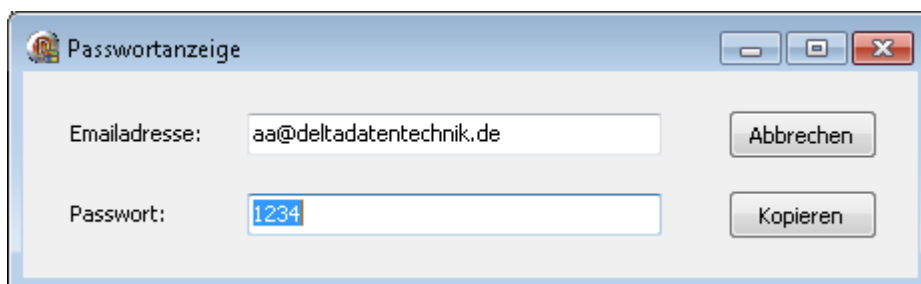 Passwortanzeige
Emailadresse: aa@deltadatentechnik.de Abbrechen
Passwort: 1234 Kopieren